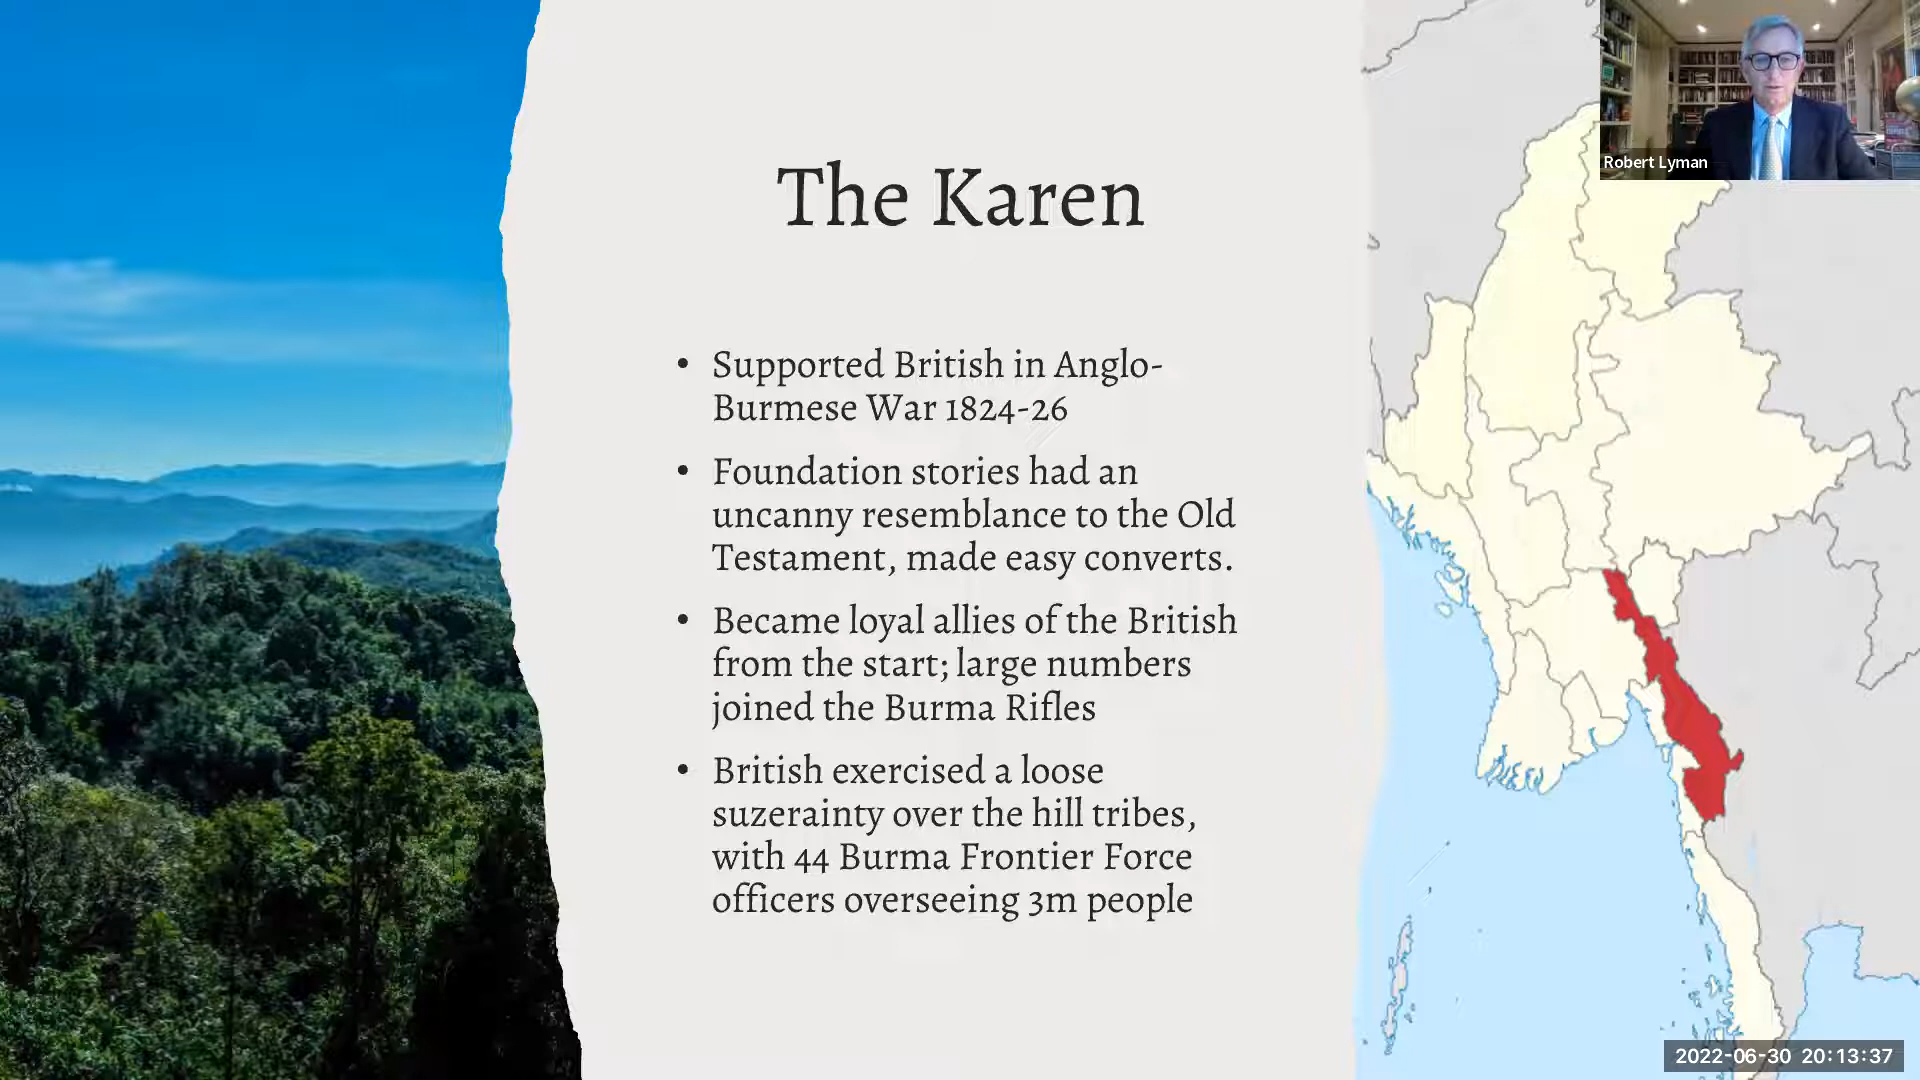 The Karen
• Supported British in Anglo-
Burmese War 1824-26
• Foundation stories had an
uncanny resemblance to the Old
Testament, made easy converts.
• Became loyal allies of the British
from the start; large numbers
joined the Burma Rifles
• British exercised a loose
suzerainty over the hill tribes,
with 44 Burma Frontier Force
officers overseeing 3m people
Robert Lyman
2022-06-30 20:13:37